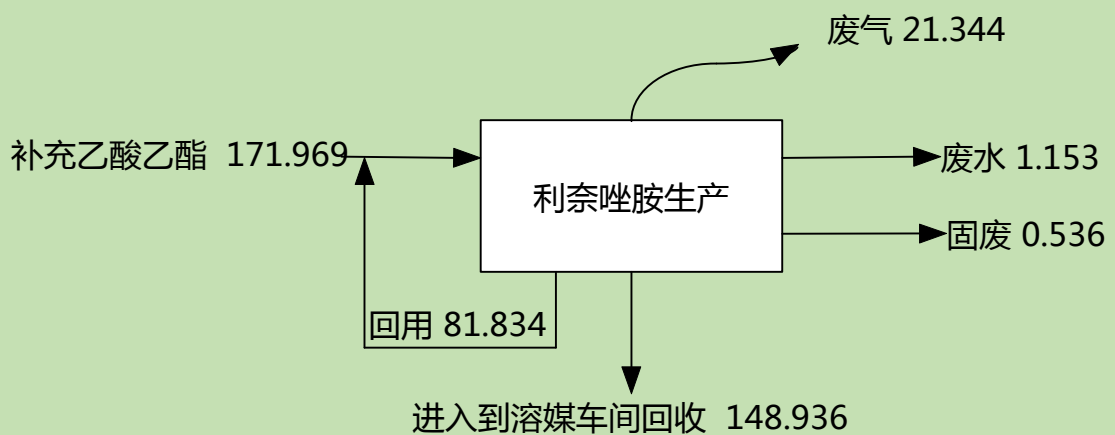 废气 21.344
补充乙酸乙酯 171.969
废水 1.153
利奈唑胺生产
固废 0.536
回用 81.834
进入到溶媒车间回收 148.936